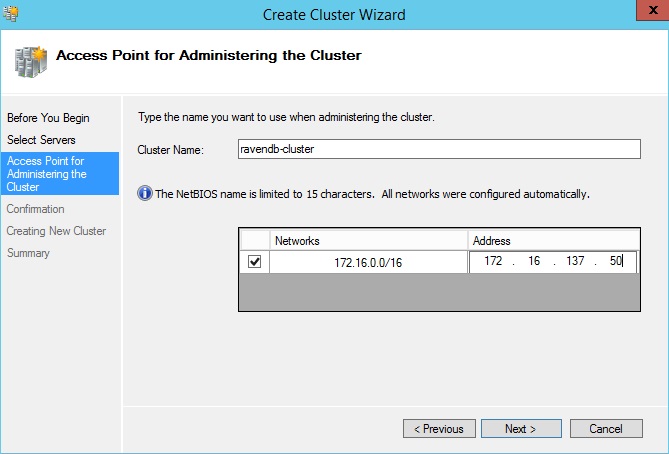 Create Cluster Wizard
x
Access Point for Administering the Cluster
Before You Begin
Select Servers
Access Point for
Administering the
Cluster
Confirmation
Creating New Cluster
Summary
Type the name you want to use when administering the cluster.
Cluster Name: ravendb-cluster
The NetBIOS name is limited to 15 characters.  All networks were configured automatically.
Networks Address
172.16.0.0/16 172 . 16 . 137 . 50
< Previous Next > Cancel